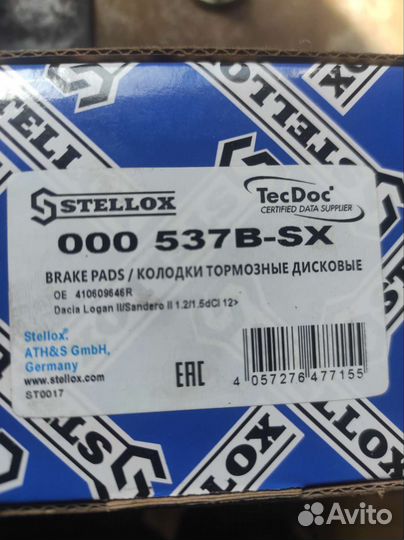 STELLOX
TecDoc
CERTIFIED DATA SUPPLIER
000 537B-SX
BRAKE PADS / КОЛОДКИ ТОРМОЗНЫЕ ДИСКОВЫЕ
OE 410609646R
Dacia Logan II/Sandero II 1.2/1.5dCI 12>
Stellox®
ATH&S GmbH,
Germany
www.stellox.com
ST0017
EAC
4 057276 477155
STELLOX
Avito